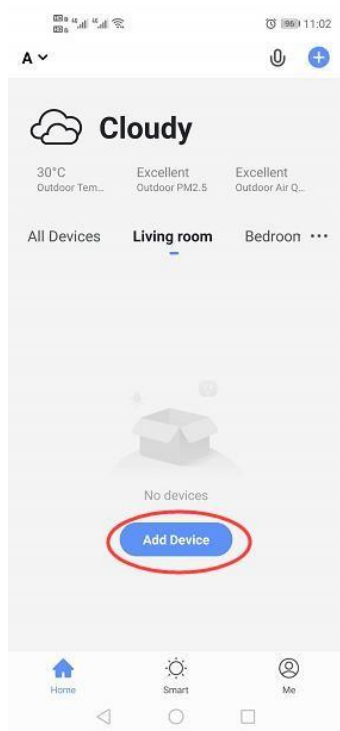 11:02
A
Cloudy
30°C Excellent Excellent
Outdoor Tem... Outdoor PM2.5 Outdoor Air Q...
All Devices Living room Bedroon ...
No devices
Add Device
Home Smart Me